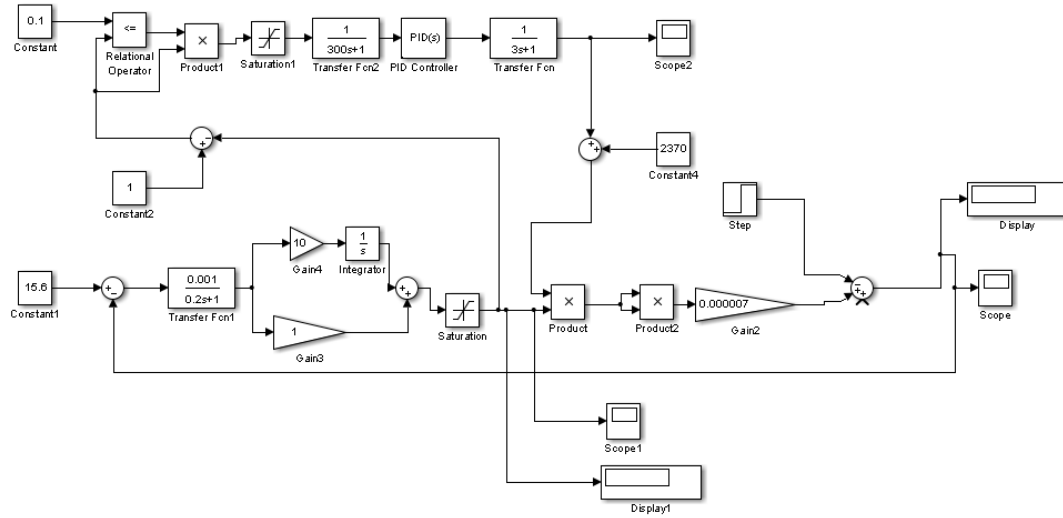 0.1
Constant
<=
Relational
Operator
×
Product1
Saturation1
1
300s+1
Transfer Fcn2
PID(s)
PID Controller
1
3s+1
Transfer Fcn
Scope2
1
Constant2
2370
Constant4
Step
Display
15.6
Constant1
0.001
0.2s+1
Transfer Fcn1
10
Gain4
1
s
Integrator
1
Gain3
Saturation
×
Product
×
Product2
0.000007
Gain2
Scope
Scope1
Display1